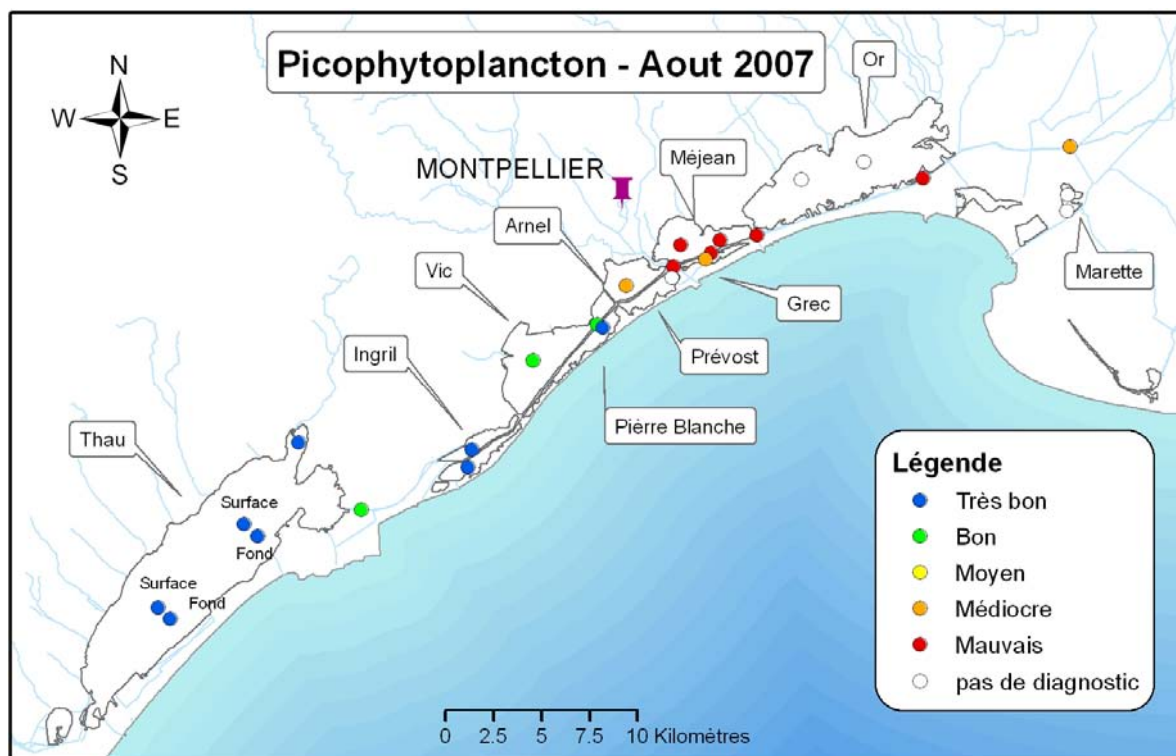 Picophytoplancton - Aout 2007
N
W E
S
Or
MONTPELLIER
Méjean
Arnel
Vic
Marette
Grec
Ingril
Prévost
Pièrre Blanche
Thau
Surface
Fond
Surface
Fond
Légende
Très bon
Bon
Moyen
Médiocre
Mauvais
pas de diagnostic
0 2.5 5 7.5 10 Kilomètres